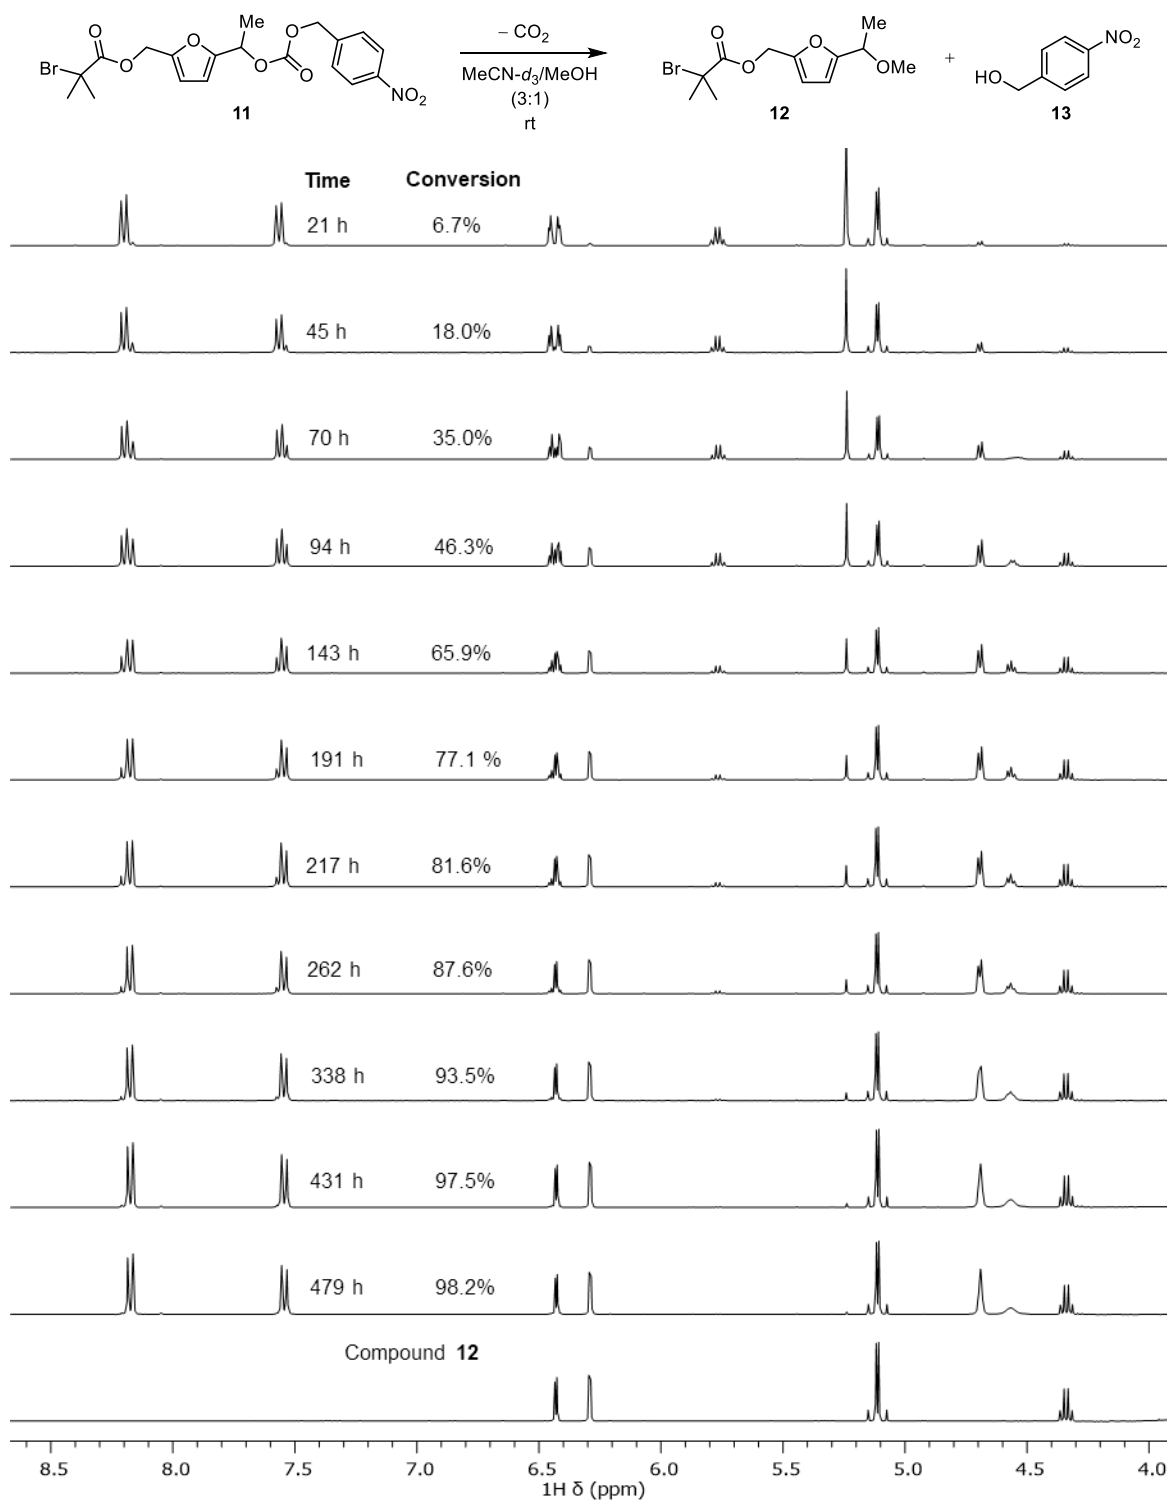 Br O O O Me O O O NO2
11
– CO2
MeCN-d3/MeOH
(3:1)
rt
Br O O O Me OMe
12
+
HO NO2
13
Time Conversion
21 h 6.7%
45 h 18.0%
70 h 35.0%
94 h 46.3%
143 h 65.9%
191 h 77.1 %
217 h 81.6%
262 h 87.6%
338 h 93.5%
431 h 97.5%
479 h 98.2%
Compound 12
8.5 8.0 7.5 7.0 6.5 6.0 5.5 5.0 4.5 4.0
1H δ (ppm)